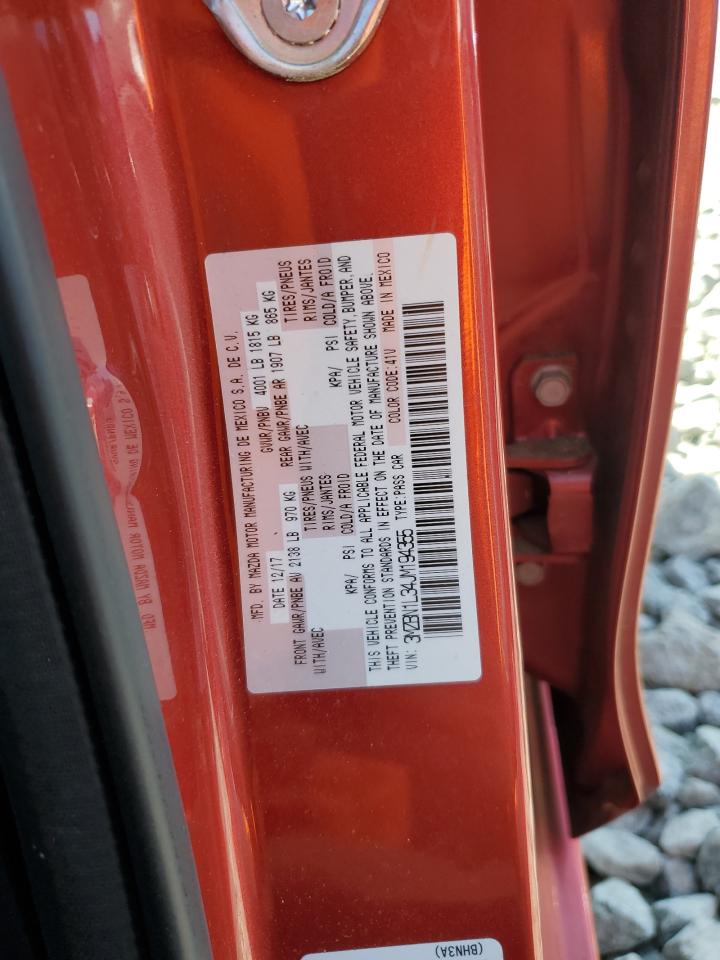 MFD. BY MAZDA MOTOR MANUFACTURING DE MEXICO S.A. DE C.V.
DATE 12/17 GVWR/PNBV 4001 LB 1815 KG
FRONT GAWR/PNBE AV 2138 LB 970 KG REAR GAWR/PNBE AR 1907 LB 865 KG
WITH/AVEC TIRES/PNEUS WITH/AVEC TIRES/PNEUS
RIMS/JANTES RIMS/JANTES
KPA/ PSI COLD/A FROID KPA/ PSI COLD/A FROID
THIS VEHICLE CONFORMS TO ALL APPLICABLE FEDERAL MOTOR VEHICLE SAFETY, BUMPER, AND
THEFT PREVENTION STANDARDS IN EFFECT ON THE DATE OF MANUFACTURE SHOWN ABOVE.
VIN: 3MZBN1L34JM194355 TYPE:PASS CAR COLOR CODE:41V MADE IN MEXICO
(BHN3A)